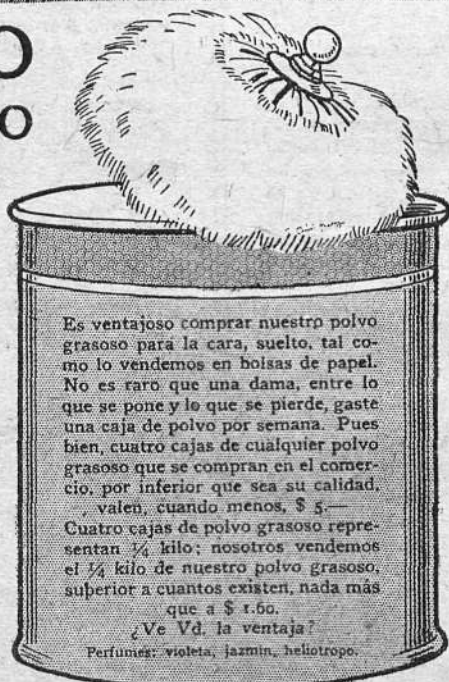 o
Es ventajoso comprar nuestro polvo
grasoso para la cara, suelto, tal co-
mo lo vendemos en bolsas de papel.
No es raro que una dama, entre lo
que se pone y lo que se pierde, gaste
una caja de polvo por semana. Pues
bien, cuatro cajas de cualquier polvo
grasoso que se compran en el comer-
cio, por inferior que sea su calidad,
valen, cuando menos, $ 5.—
Cuatro cajas de polvo grasoso repre-
sentan ¼ kilo; nosotros vendemos
el ¼ kilo de nuestro polvo grasoso,
superior a cuantos existen, nada más
que a $ 1.60.
¿Ve Vd. la ventaja?
Perfumes: violeta, jazmin, heliotropo.